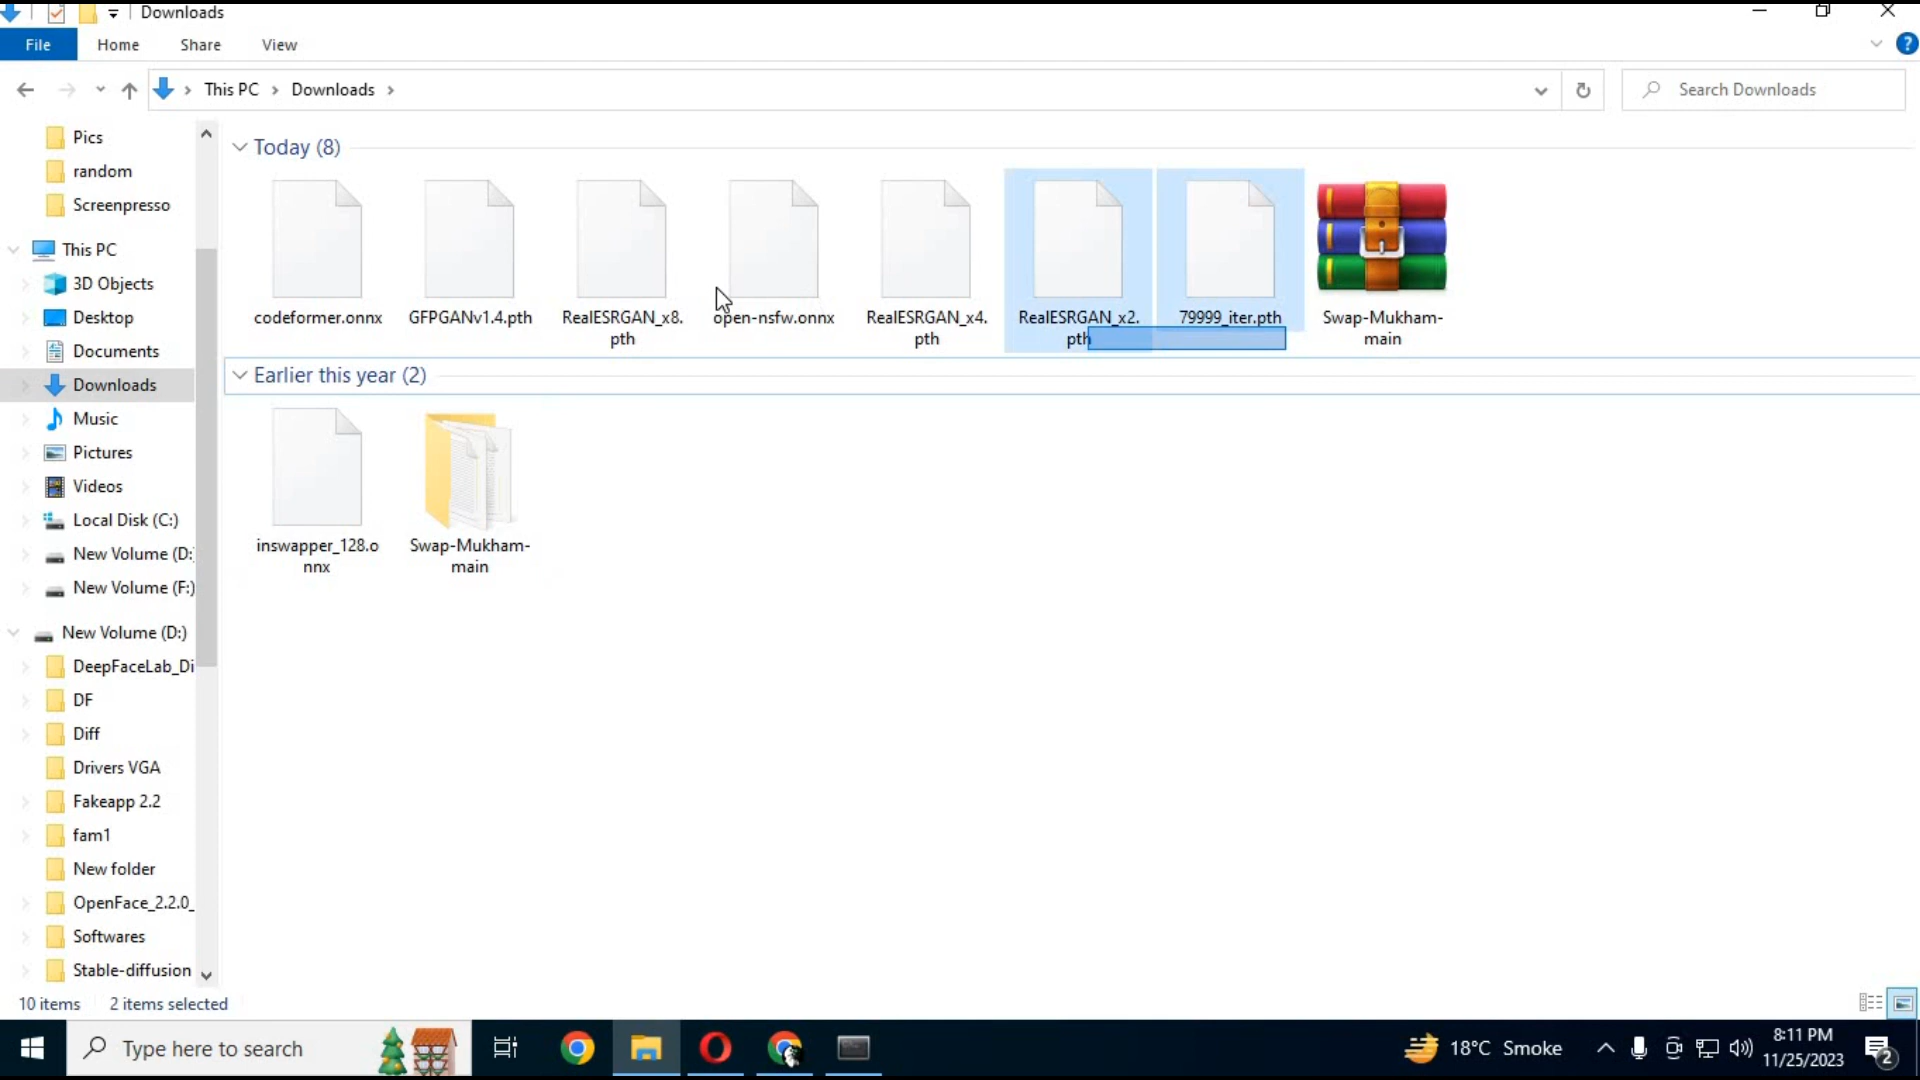 Downloads
File
Home
Share
View
This PC
Downloads
Search Downloads
Pics
random
Screenpresso
This PC
3D Objects
Desktop
Documents
Downloads
Music
Pictures
Videos
Local Disk (C:)
New Volume (D:
New Volume (F:)
New Volume (D:)
DeepFaceLab_Di
DF
Diff
Drivers VGA
Fakeapp 2.2
fam1
New folder
OpenFace_2.2.0_
Softwares
Stable-diffusion
Today (8)
codeformer.onnx
GFPGANv1.4.pth
RealESRGAN_x8.
pth
open-nsfw.onnx
RealESRGAN_x4.
pth
RealESRGAN_x2.
pth
79999_iter.pth
Swap-Mukham-
main
Earlier this year (2)
inswapper_128.o
nnx
Swap-Mukham-
main
10 items
2 items selected
Type here to search
18°C Smoke
8:11 PM
11/25/2023
2